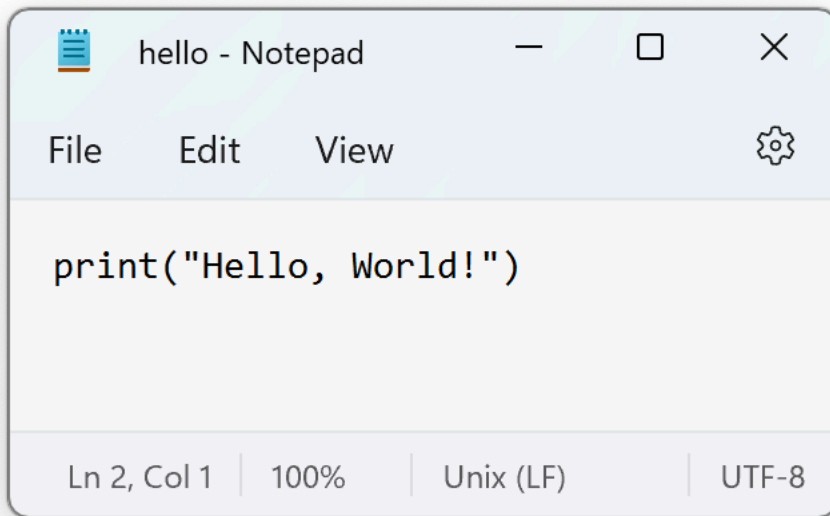 hello - Notepad
File Edit View
print("Hello, World!")
Ln 2, Col 1 100% Unix (LF) UTF-8